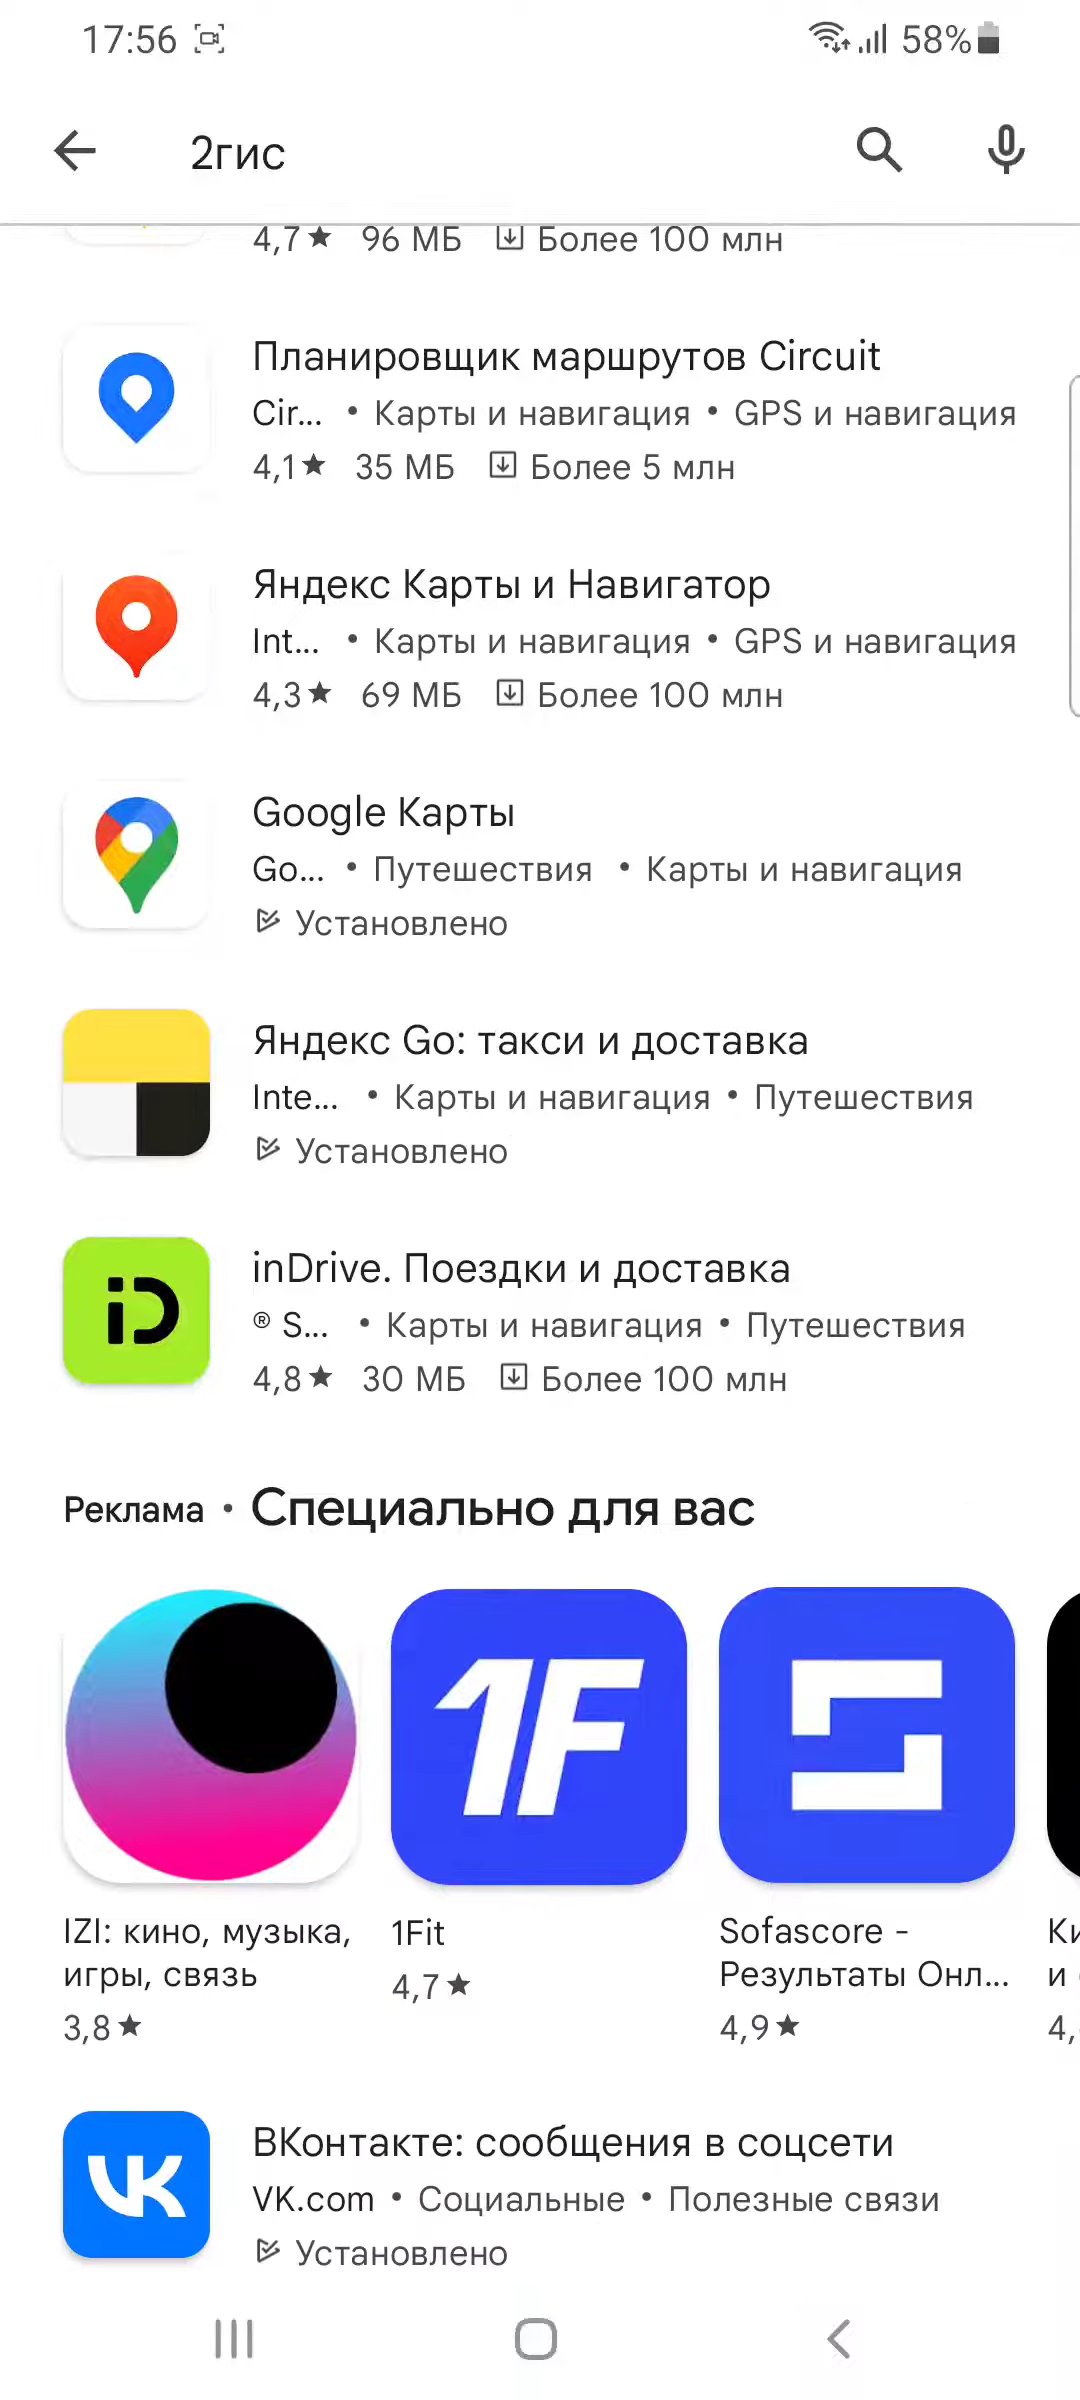 17:56 58%
2гис
4,7★ 96 МБ Более 100 млн
Планировщик маршрутов Circuit
Cir... • Карты и навигация • GPS и навигация
4,1★ 35 МБ Более 5 млн
Яндекс Карты и Навигатор
Int... • Карты и навигация • GPS и навигация
4,3★ 69 МБ Более 100 млн
Google Карты
Go... • Путешествия • Карты и навигация
Установлено
Яндекс Go: такси и доставка
Inte... • Карты и навигация • Путешествия
Установлено
iD
inDrive. Поездки и доставка
® S... • Карты и навигация • Путешествия
4,8★ 30 МБ Более 100 млн
Реклама • Специально для вас
1F
IZI: кино, музыка,
игры, связь
3,8★
1Fit
4,7★
Sofascore -
Результаты Онл...
4,9★
Ки
и
4,
VK
ВКонтакте: сообщения в соцсети
VK.com • Социальные • Полезные связи
Установлено